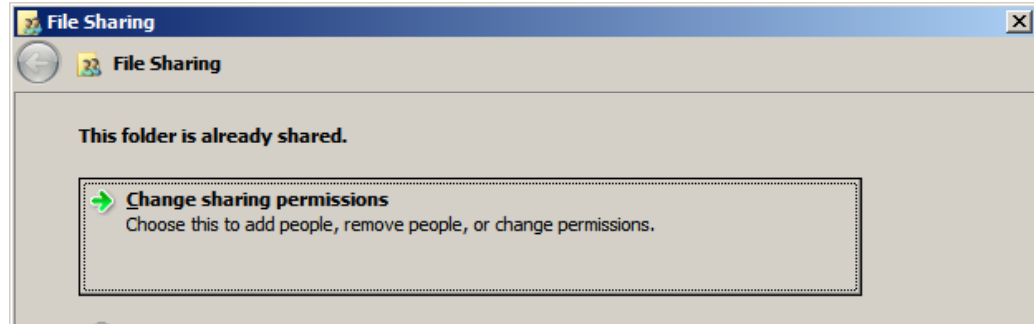 File Sharing
File Sharing
This folder is already shared.
Change sharing permissions
Choose this to add people, remove people, or change permissions.